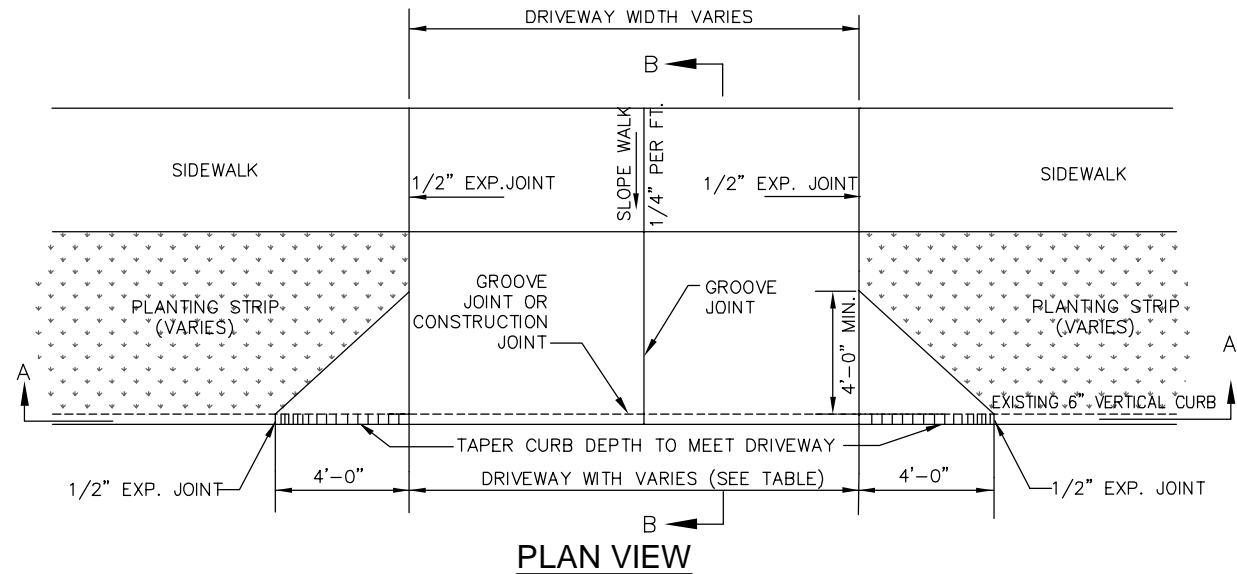 DRIVEWAY WIDTH VARIES
B
SIDEWALK
1/2" EXP.JOINT
SLOPE WALK
1/4" PER FT.
1/2" EXP. JOINT
SIDEWALK
PLANTING STRIP
(VARIES)
GROOVE
JOINT OR
CONSTRUCTION
JOINT
GROOVE
JOINT
4'-0" MIN.
PLANTING STRIP
(VARIES)
A
A
EXISTING 6" VERTICAL CURB
TAPER CURB DEPTH TO MEET DRIVEWAY
1/2" EXP. JOINT
4'-0"
DRIVEWAY WITH VARIES (SEE TABLE)
4'-0"
1/2" EXP. JOINT
B
PLAN VIEW